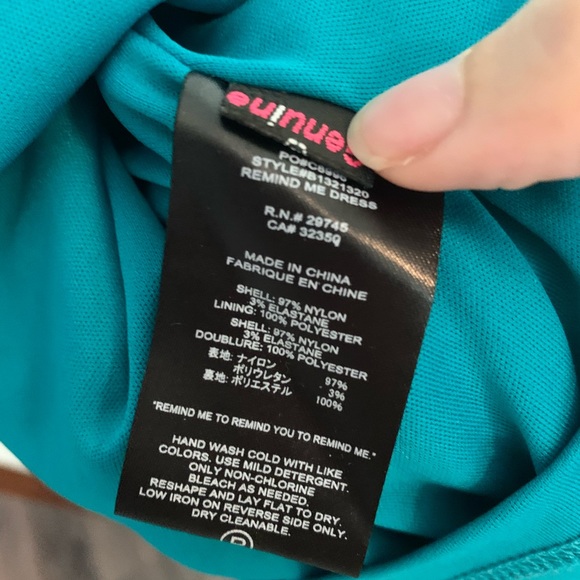 Genuine
PO#C6996
STYLE#B1321320
REMIND ME DRESS
R.N.# 29745
CA# 32350
MADE IN CHINA
FABRIQUE EN CHINE
SHELL: 97% NYLON
3% ELASTANE
LINING: 100% POLYESTER
SHELL: 97% NYLON
3% ELASTANE
DOUBLURE: 100% POLYESTER
表地: ナイロン 97%
ポリウレタン 3%
裏地: ポリエステル 100%
"REMIND ME TO REMIND YOU TO REMIND ME."
HAND WASH COLD WITH LIKE
COLORS. USE MILD DETERGENT.
ONLY NON-CHLORINE
BLEACH AS NEEDED.
RESHAPE AND LAY FLAT TO DRY.
LOW IRON ON REVERSE SIDE ONLY.
DRY CLEANABLE.
P